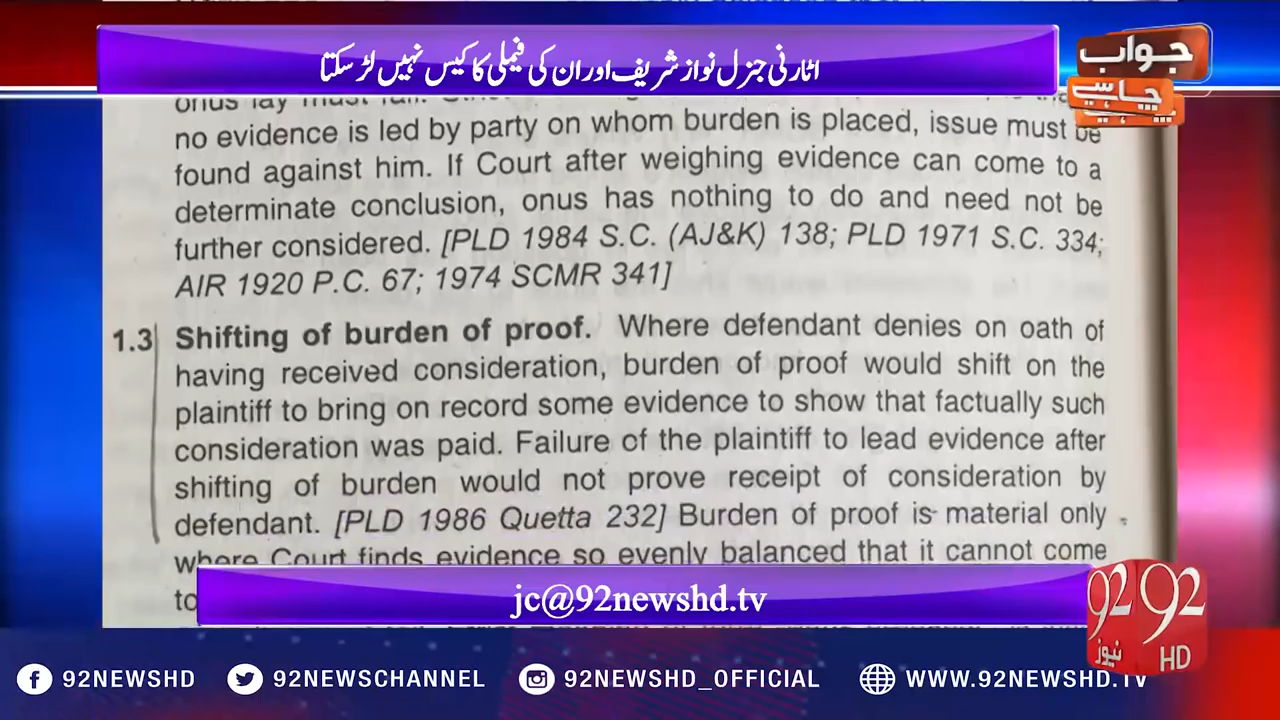 اٹارنی جنرل نواز شریف اور ان کی فیملی کا کیس نہیں لڑ سکتا
جواب
چاہیے
onus lay must fall.
no evidence is led by party on whom burden is placed, issue must be
found against him. If Court after weighing evidence can come to a
determinate conclusion, onus has nothing to do and need not be
further considered. [PLD 1984 S.C. (AJ&K) 138; PLD 1971 S.C. 334;
AIR 1920 P.C. 67; 1974 SCMR 341]
1.3 Shifting of burden of proof. Where defendant denies on oath of
having received consideration, burden of proof would shift on the
plaintiff to bring on record some evidence to show that factually such
consideration was paid. Failure of the plaintiff to lead evidence after
shifting of burden would not prove receipt of consideration by
defendant. [PLD 1986 Quetta 232] Burden of proof is material only
where Court finds evidence so evenly balanced that it cannot come
to
jc@92newshd.tv
92 92
نیوز HD
92NEWSHD 92NEWSCHANNEL 92NEWSHD_OFFICIAL WWW.92NEWSHD.TV